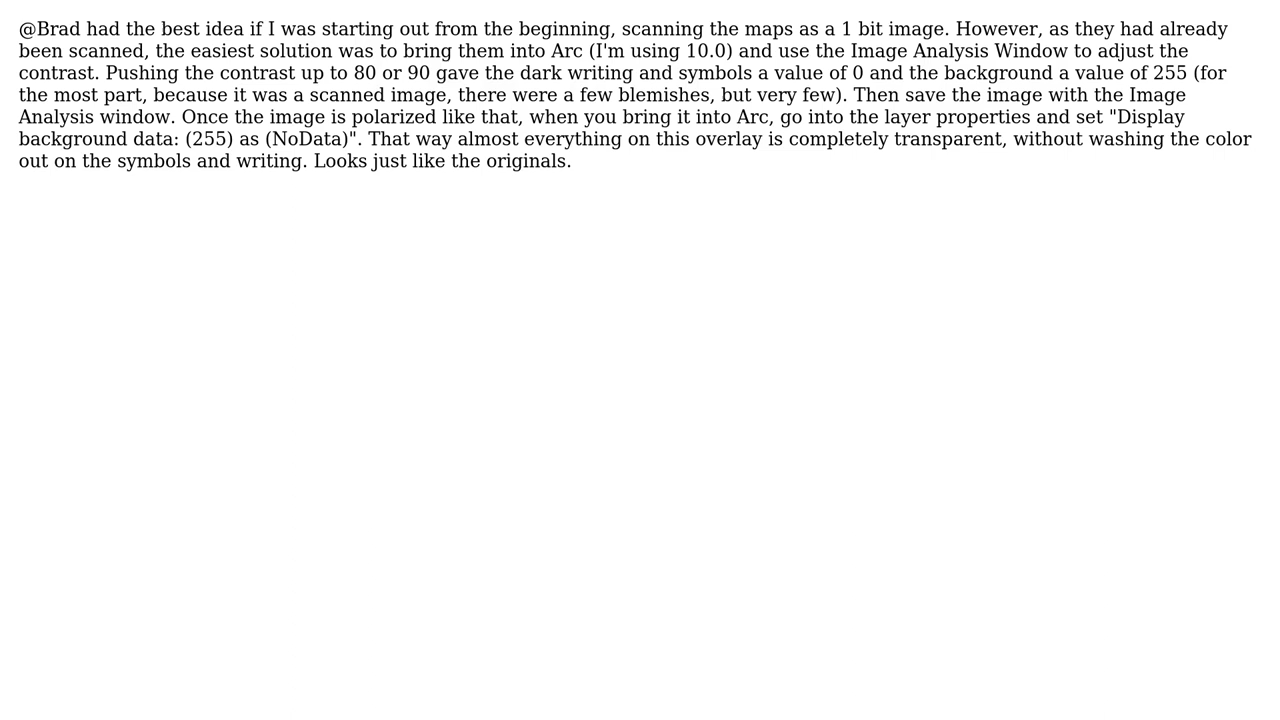 @Brad had the best idea if I was starting out from the beginning, scanning the maps as a 1 bit image. However, as they had already
been scanned, the easiest solution was to bring them into Arc (I'm using 10.0) and use the Image Analysis Window to adjust the
contrast. Pushing the contrast up to 80 or 90 gave the dark writing and symbols a value of 0 and the background a value of 255 (for
the most part, because it was a scanned image, there were a few blemishes, but very few). Then save the image with the Image
Analysis window. Once the image is polarized like that, when you bring it into Arc, go into the layer properties and set "Display
background data: (255) as (NoData)". That way almost everything on this overlay is completely transparent, without washing the color
out on the symbols and writing. Looks just like the originals.